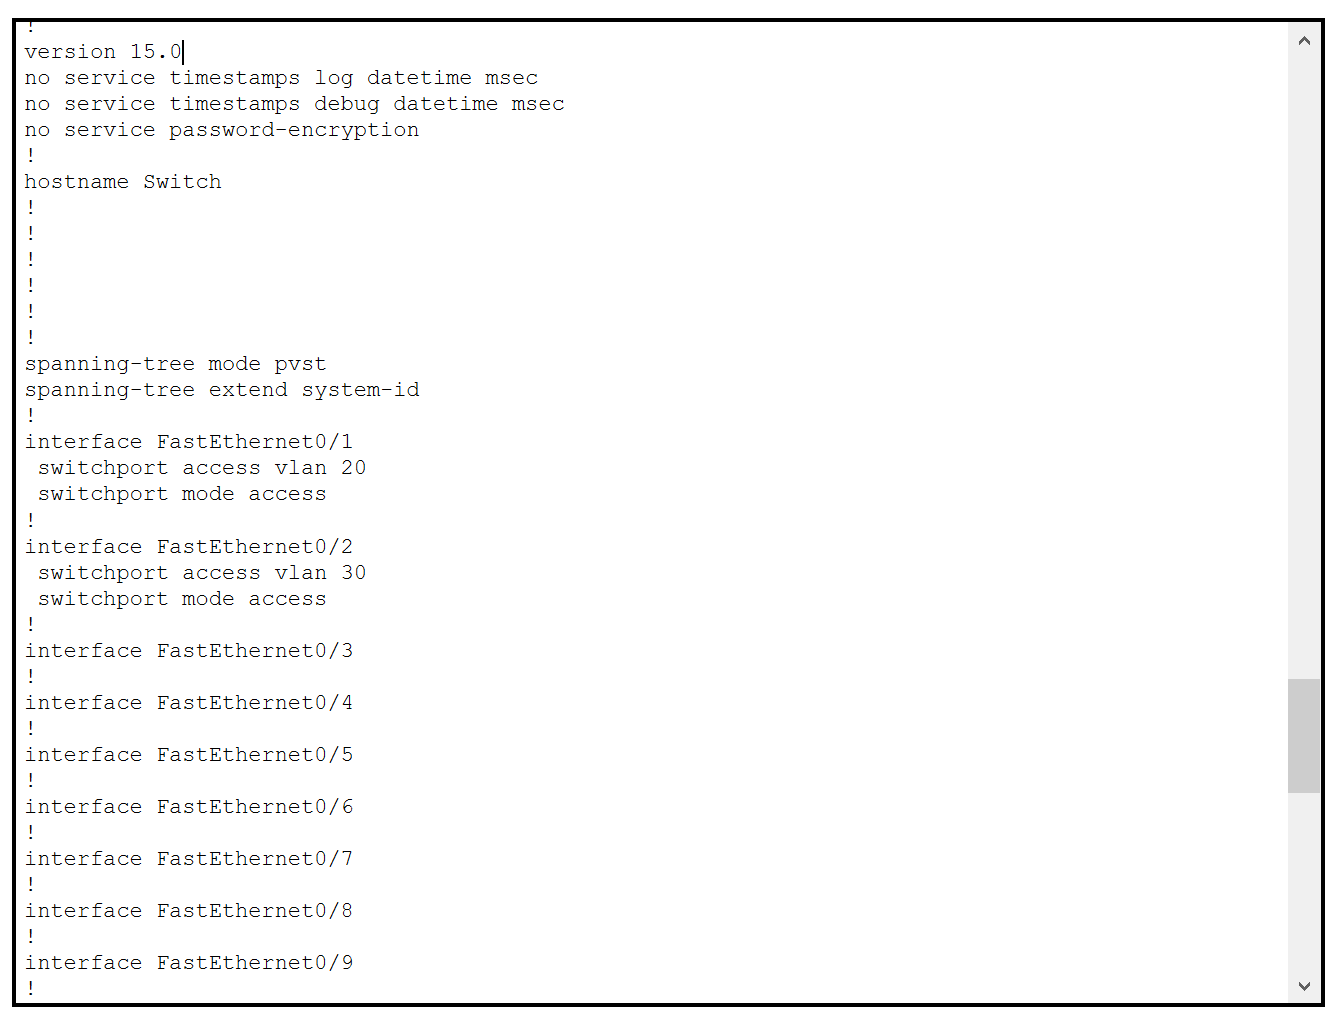 !
version 15.0
no service timestamps log datetime msec
no service timestamps debug datetime msec
no service password-encryption
!
hostname Switch
!
!
!
!
!
!
spanning-tree mode pvst
spanning-tree extend system-id
!
interface FastEthernet0/1
 switchport access vlan 20
 switchport mode access
!
interface FastEthernet0/2
 switchport access vlan 30
 switchport mode access
!
interface FastEthernet0/3
!
interface FastEthernet0/4
!
interface FastEthernet0/5
!
interface FastEthernet0/6
!
interface FastEthernet0/7
!
interface FastEthernet0/8
!
interface FastEthernet0/9
!